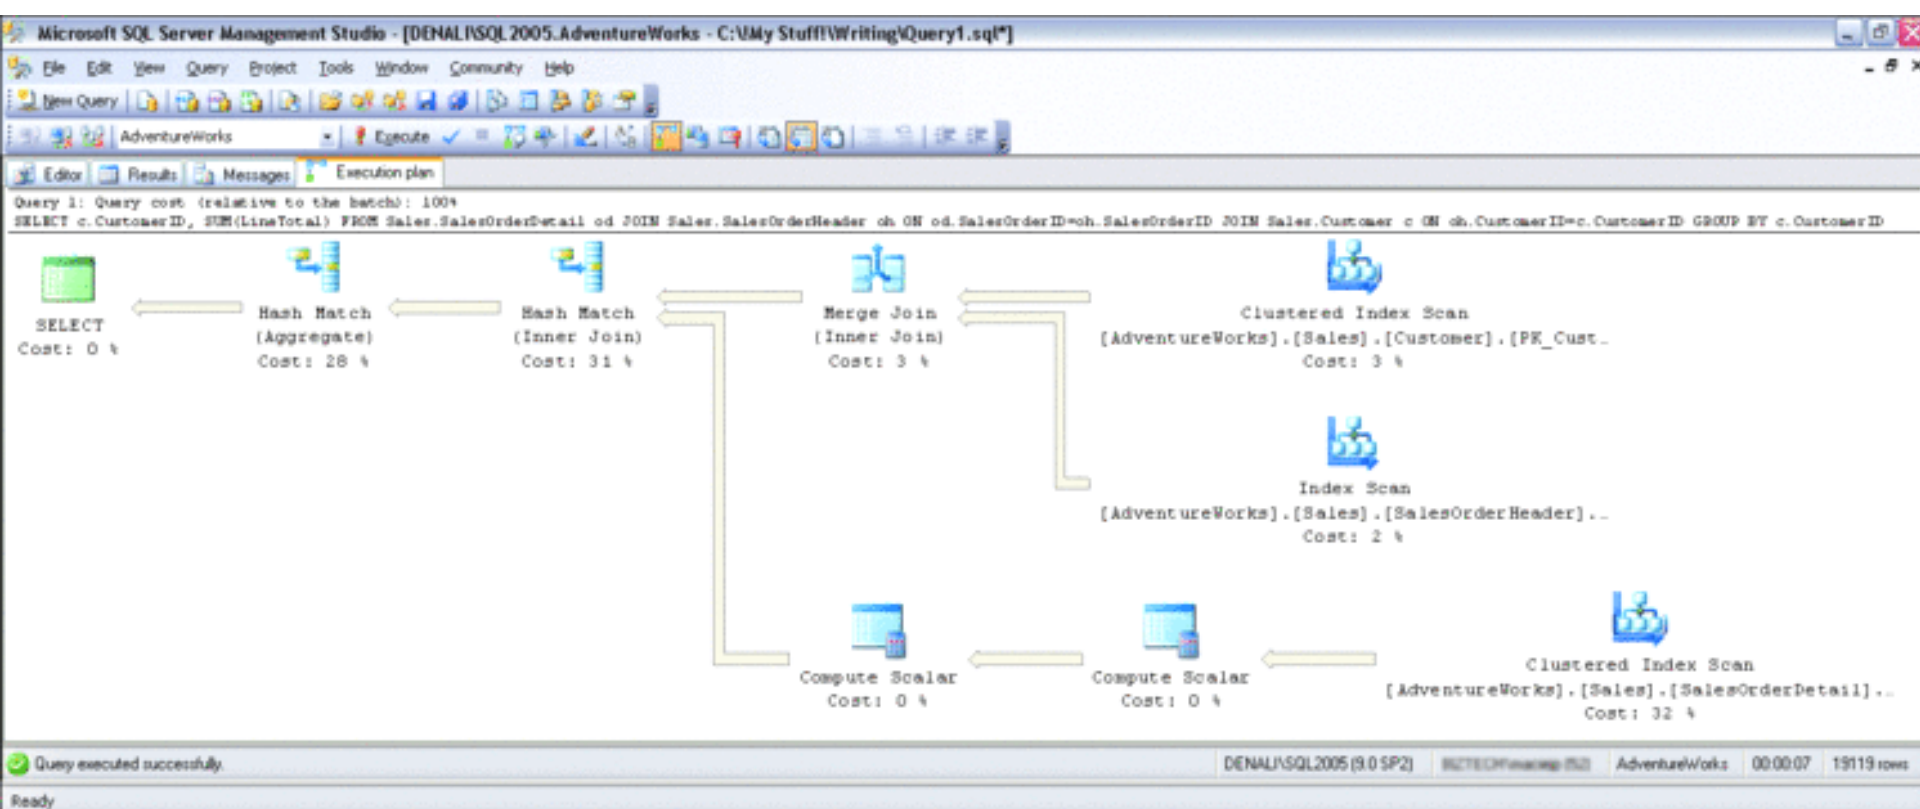 Microsoft SQL Server Management Studio - [DENALI\SQL2005.AdventureWorks - C:\!My Stuff!\Writing\Query1.sql*]
File Edit View Query Project Tools Window Community Help
New Query
AdventureWorks Execute
Editor Results Messages Execution plan
Query 1: Query cost (relative to the batch): 100%
SELECT c.CustomerID, SUM(LineTotal) FROM Sales.SalesOrderDetail od JOIN Sales.SalesOrderHeader oh ON od.SalesOrderID=oh.SalesOrderID JOIN Sales.Customer c ON oh.CustomerID=c.CustomerID GROUP BY c.CustomerID
SELECT
Cost: 0 %
Hash Match
(Aggregate)
Cost: 28 %
Hash Match
(Inner Join)
Cost: 31 %
Merge Join
(Inner Join)
Cost: 3 %
Clustered Index Scan
[AdventureWorks].[Sales].[Customer].[PK_Cust…
Cost: 3 %
Index Scan
[AdventureWorks].[Sales].[SalesOrderHeader]…
Cost: 2 %
Compute Scalar
Cost: 0 %
Compute Scalar
Cost: 0 %
Clustered Index Scan
[AdventureWorks].[Sales].[SalesOrderDetail]…
Cost: 32 %
Query executed successfully. DENALI\SQL2005 (9.0 SP2) AdventureWorks 00:00:07 19119 rows
Ready